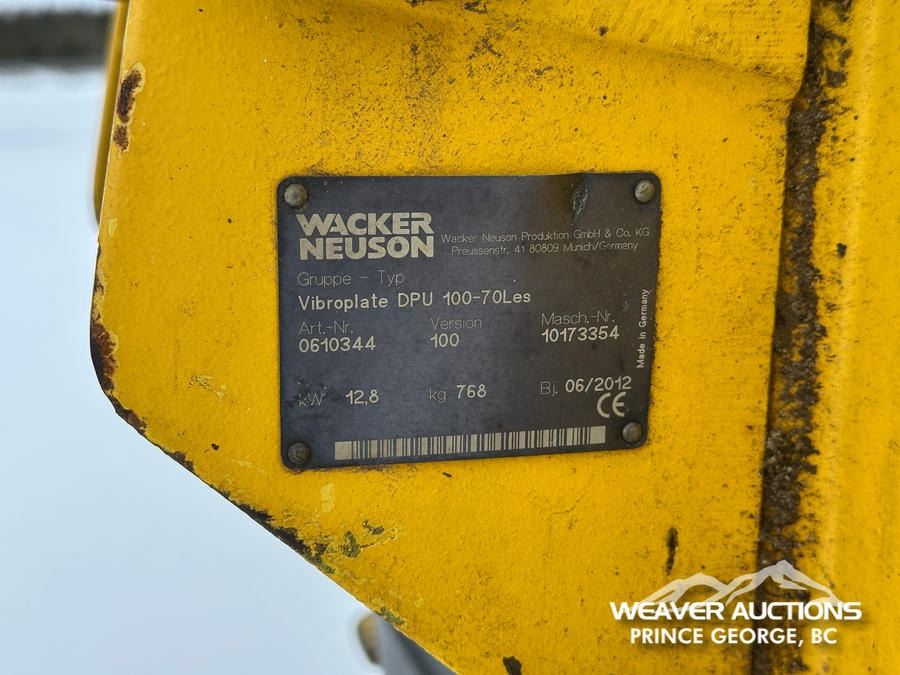 WACKER
NEUSON
Wacker Neuson Produktion GmbH & Co. KG
Preussenstr. 41 80809 Munich/Germany
Gruppe - Typ
Vibroplate DPU 100-70Les
Art.-Nr. Version Masch.-Nr.
0610344 100 10173354
kW 12,8 kg 768 Bj. 06/2012
CE
Made in Germany
WEAVER AUCTIONS
PRINCE GEORGE, BC